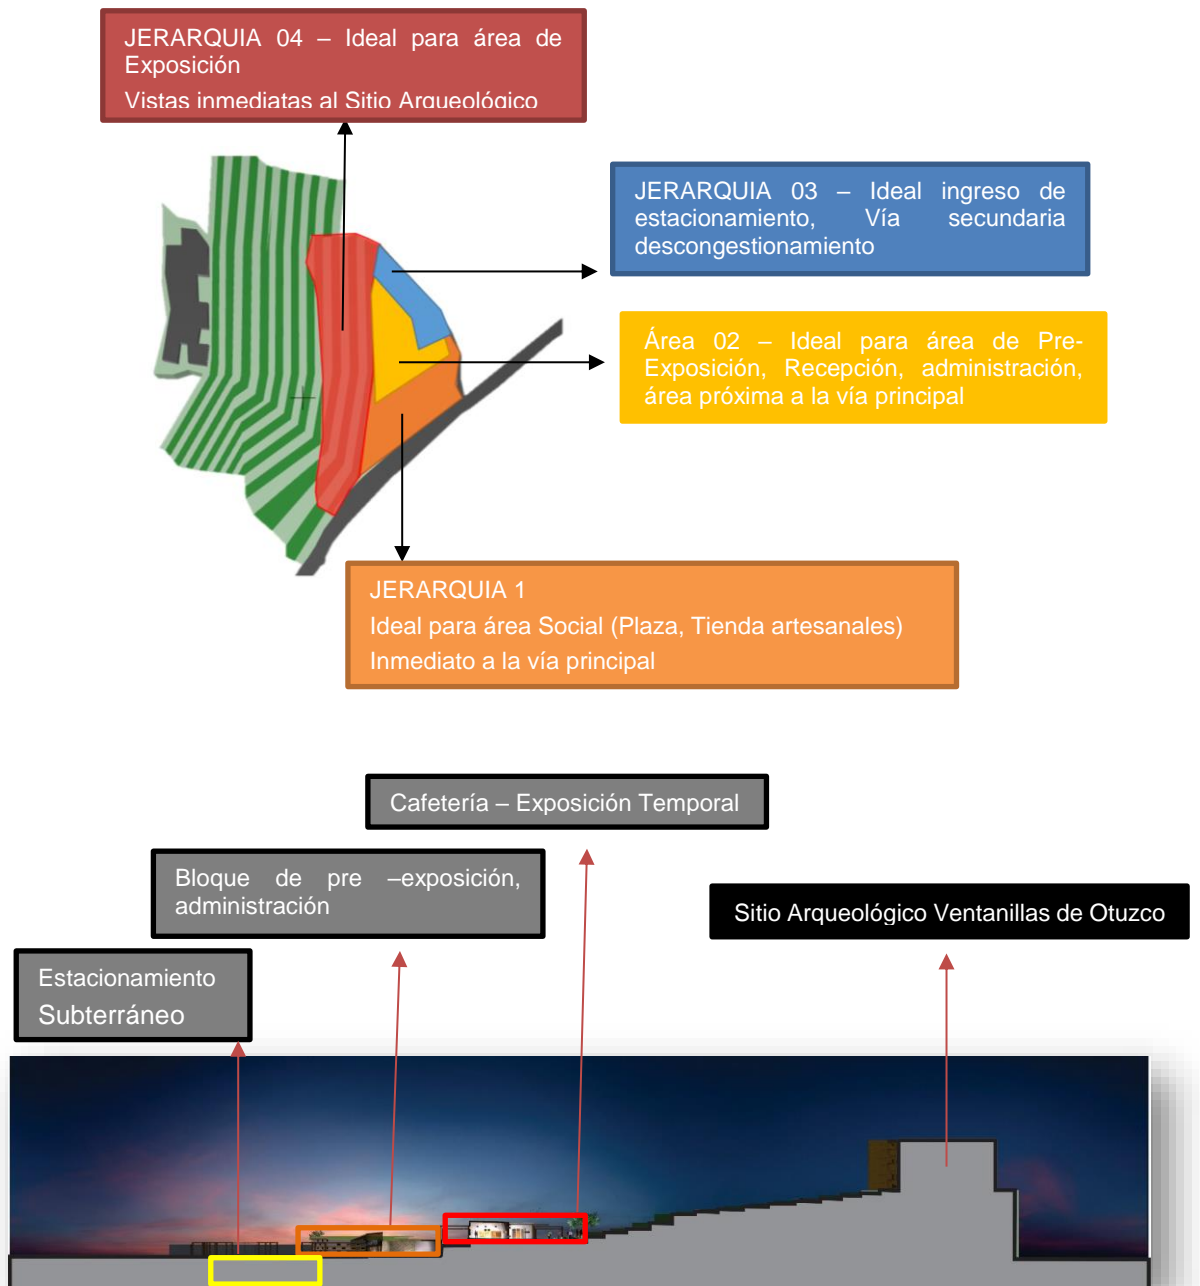 JERARQUIA 04 – Ideal para área de
Exposición
Vistas inmediatas al Sitio Arqueológico
JERARQUIA 03 – Ideal ingreso de
estacionamiento, Vía secundaria
descongestionamiento
Área 02 – Ideal para área de Pre-
Exposición, Recepción, administración,
área próxima a la vía principal
JERARQUIA 1
Ideal para área Social (Plaza, Tienda artesanales)
Inmediato a la vía principal
Cafetería – Exposición Temporal
Bloque de pre –exposición,
administración
Sitio Arqueológico Ventanillas de Otuzco
Estacionamiento
Subterráneo